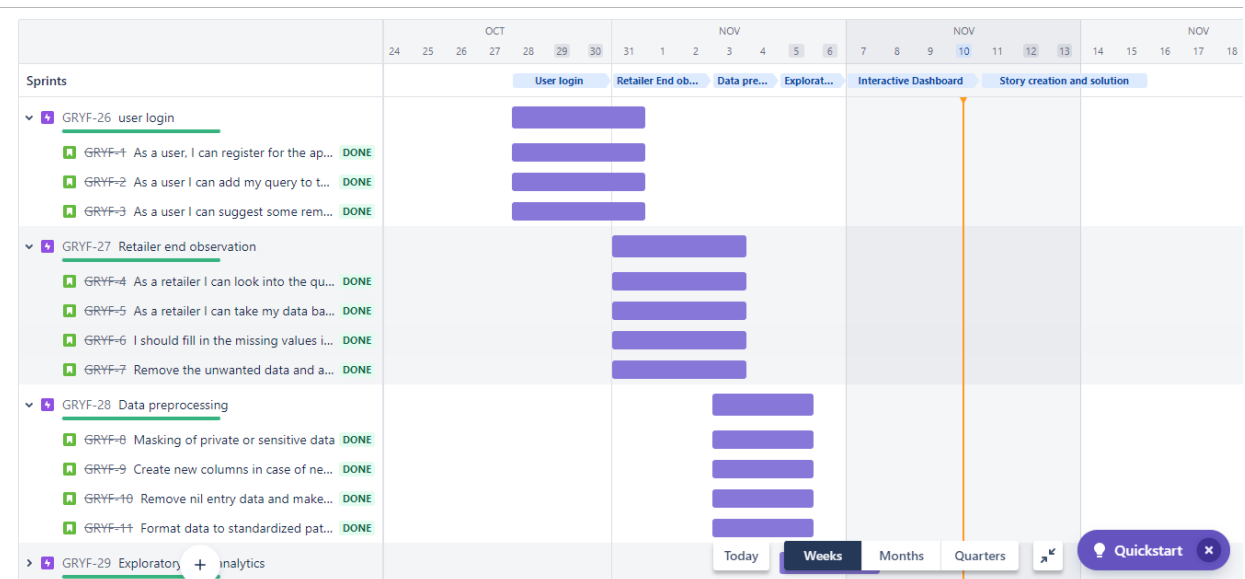 OCT NOV NOV NOV
24 25 26 27 28 29 30 31 1 2 3 4 5 6 7 8 9 10 11 12 13 14 15 16 17 18
Sprints User login Retailer End ob... Data pre... Explorat... Interactive Dashboard Story creation and solution
GRYF-26 user login
GRYF-1 As a user, I can register for the ap... DONE
GRYF-2 As a user I can add my query to t... DONE
GRYF-3 As a user I can suggest some rem... DONE
GRYF-27 Retailer end observation
GRYF-4 As a retailer I can look into the qu... DONE
GRYF-5 As a retailer I can take my data ba... DONE
GRYF-6 I should fill in the missing values i... DONE
GRYF-7 Remove the unwanted data and a... DONE
GRYF-28 Data preprocessing
GRYF-8 Masking of private or sensitive data DONE
GRYF-9 Create new columns in case of ne... DONE
GRYF-10 Remove nil entry data and make... DONE
GRYF-11 Format data to standardized pat... DONE
GRYF-29 Exploratory nalytics
Today Weeks Months Quarters Quickstart